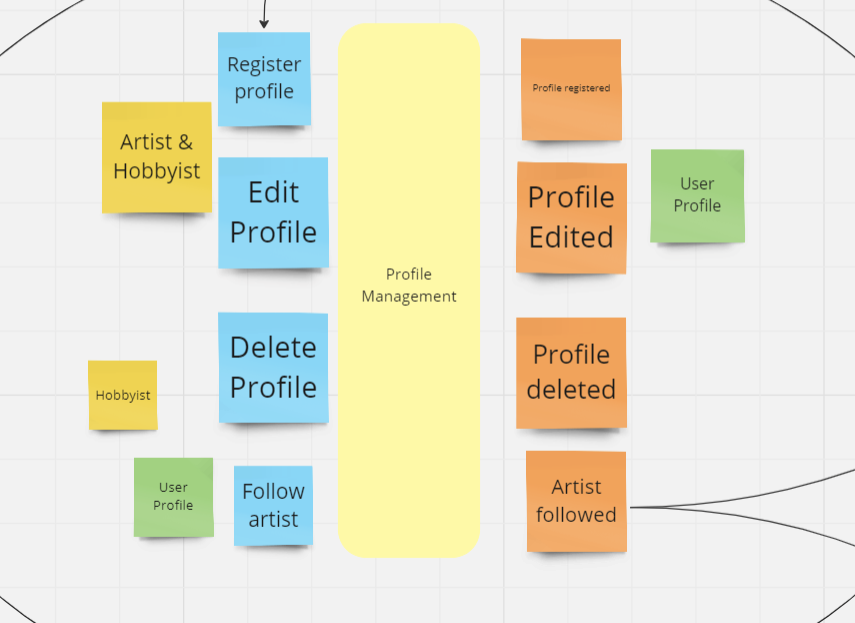 Register
profile
Artist &
Hobbyist
Edit
Profile
Delete
Profile
Hobbyist
User
Profile
Follow
artist
Profile
Management
Profile registered
Profile
Edited
User
Profile
Profile
deleted
Artist
followed